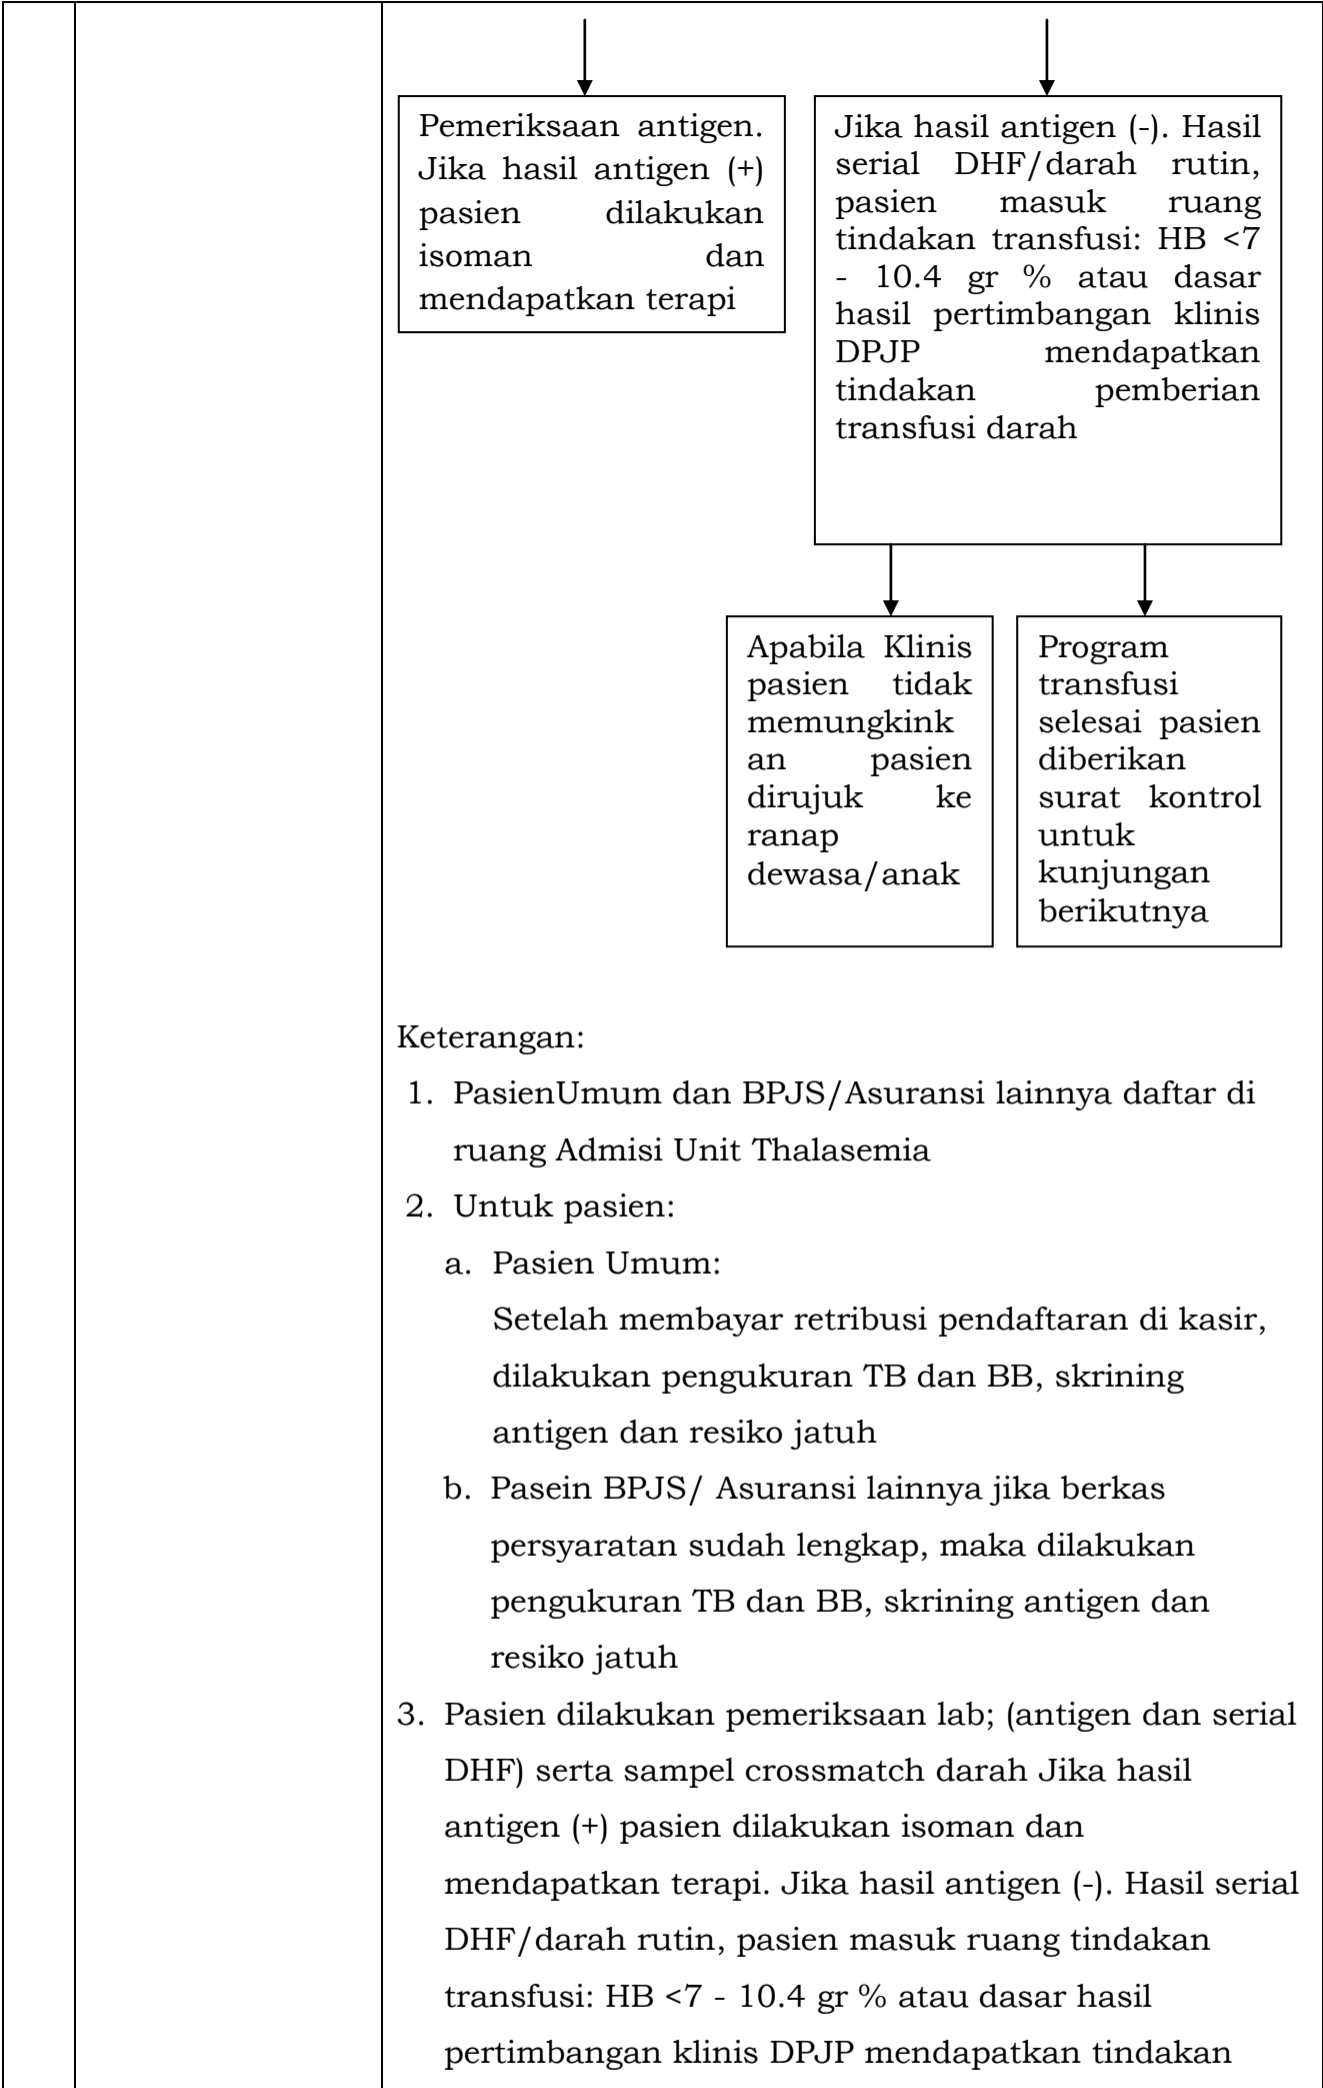 Pemeriksaan antigen.
Jika hasil antigen (+)
pasien dilakukan
isoman dan
mendapatkan terapi
Jika hasil antigen (-). Hasil
serial DHF/darah rutin,
pasien masuk ruang
tindakan transfusi: HB <7
- 10.4 gr % atau dasar
hasil pertimbangan klinis
DPJP mendapatkan
tindakan pemberian
transfusi darah
Apabila Klinis
pasien tidak
memungkink
an pasien
dirujuk ke
ranap
dewasa/anak
Program
transfusi
selesai pasien
diberikan
surat kontrol
untuk
kunjungan
berikutnya
Keterangan:
1. PasienUmum dan BPJS/Asuransi lainnya daftar di
ruang Admisi Unit Thalasemia
2. Untuk pasien:
a. Pasien Umum:
Setelah membayar retribusi pendaftaran di kasir,
dilakukan pengukuran TB dan BB, skrining
antigen dan resiko jatuh
b. Pasein BPJS/ Asuransi lainnya jika berkas
persyaratan sudah lengkap, maka dilakukan
pengukuran TB dan BB, skrining antigen dan
resiko jatuh
3. Pasien dilakukan pemeriksaan lab; (antigen dan serial
DHF) serta sampel crossmatch darah Jika hasil
antigen (+) pasien dilakukan isoman dan
mendapatkan terapi. Jika hasil antigen (-). Hasil serial
DHF/darah rutin, pasien masuk ruang tindakan
transfusi: HB <7 - 10.4 gr % atau dasar hasil
pertimbangan klinis DPJP mendapatkan tindakan